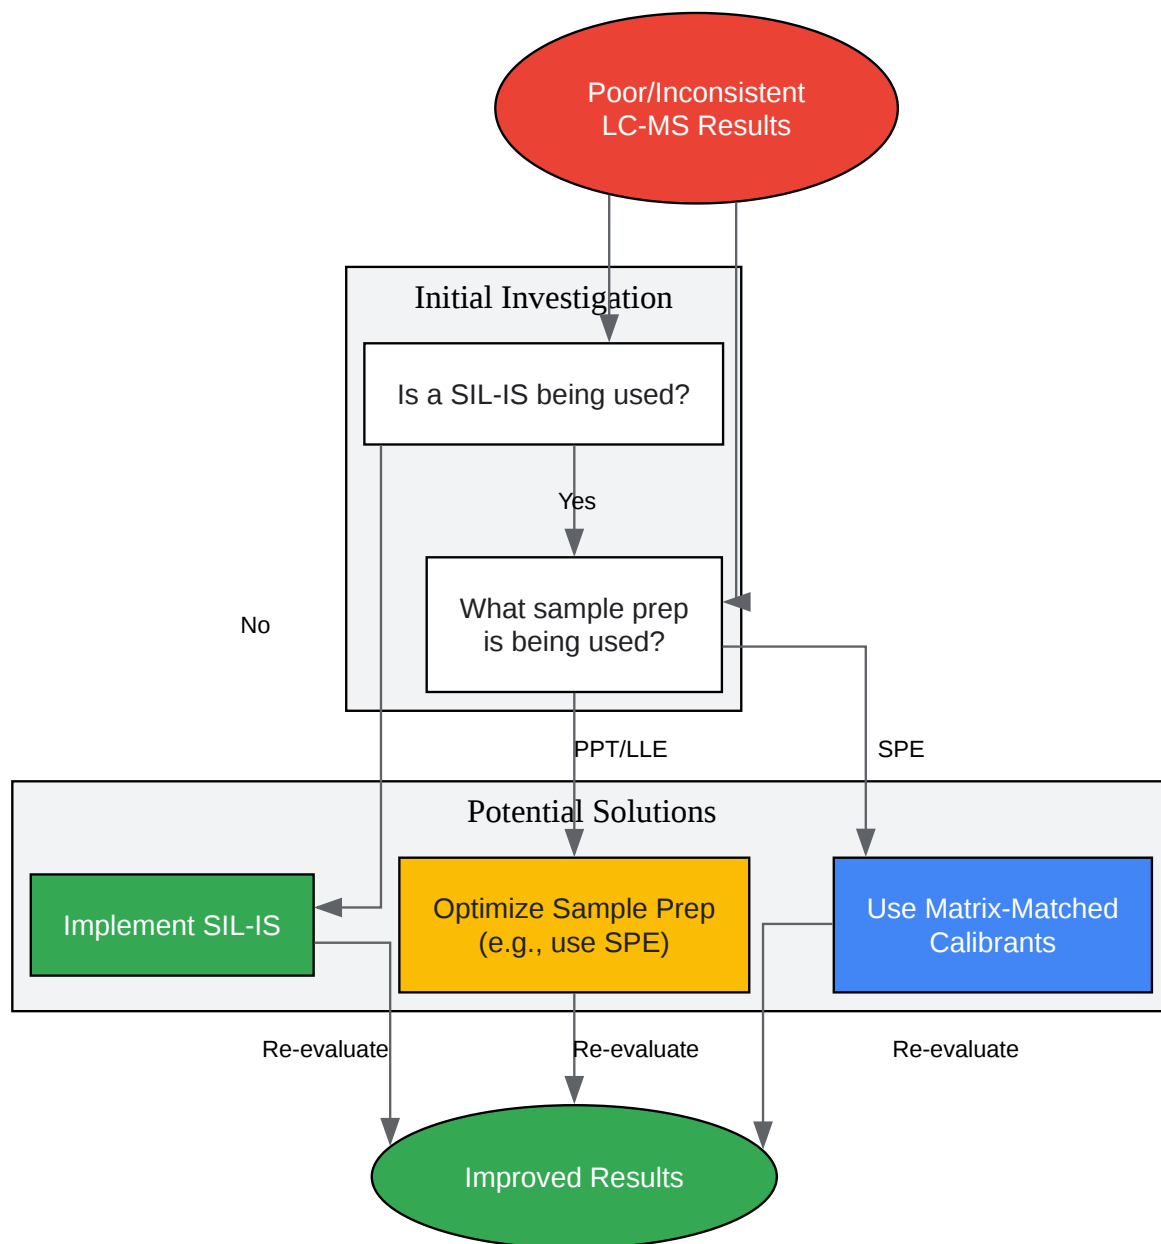 Poor/Inconsistent
LC-MS Results
Initial Investigation
Is a SIL-IS being used?
Yes
What sample prep
is being used?
No
PPT/LLE
SPE
Potential Solutions
Implement SIL-IS
Optimize Sample Prep
(e.g., use SPE)
Use Matrix-Matched
Calibrants
Re-evaluate
Re-evaluate
Re-evaluate
Improved Results